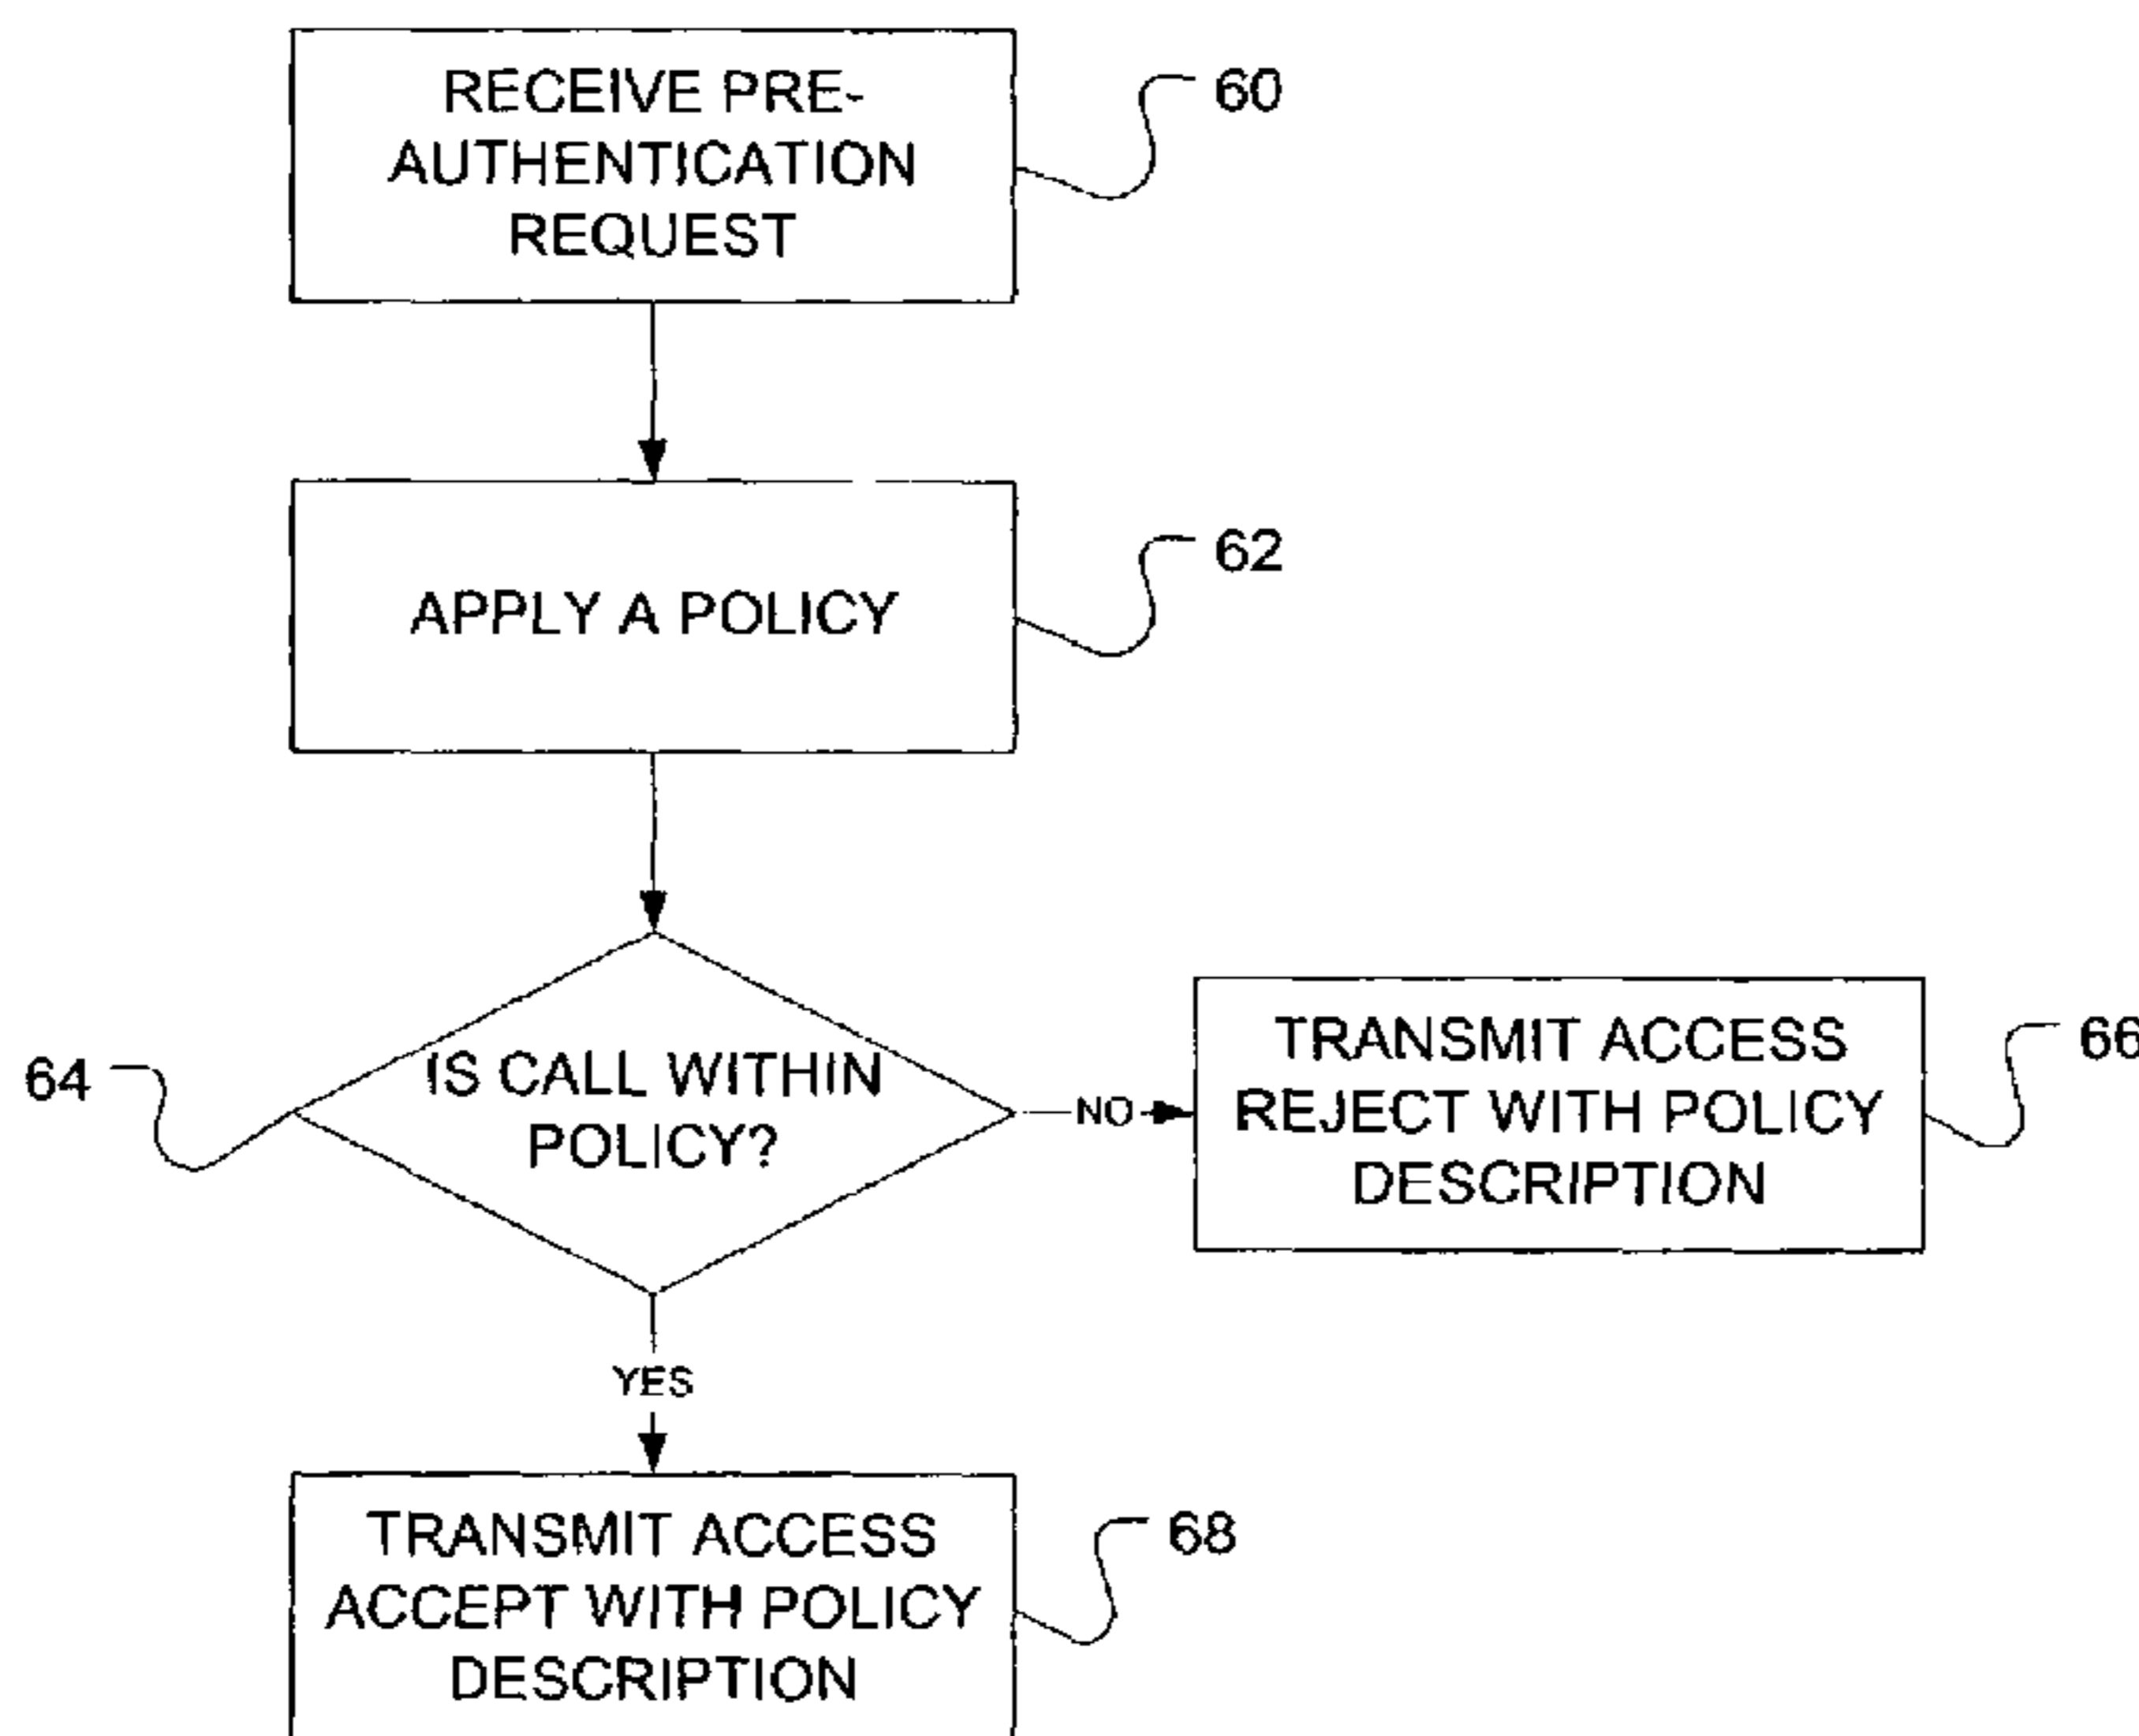 RECEIVE PRE-
AUTHENTICATION
REQUEST
60
APPLY A POLICY
62
IS CALL WITHIN
POLICY?
64
NO
TRANSMIT ACCESS
REJECT WITH POLICY
DESCRIPTION
66
YES
TRANSMIT ACCESS
ACCEPT WITH POLICY
DESCRIPTION
68